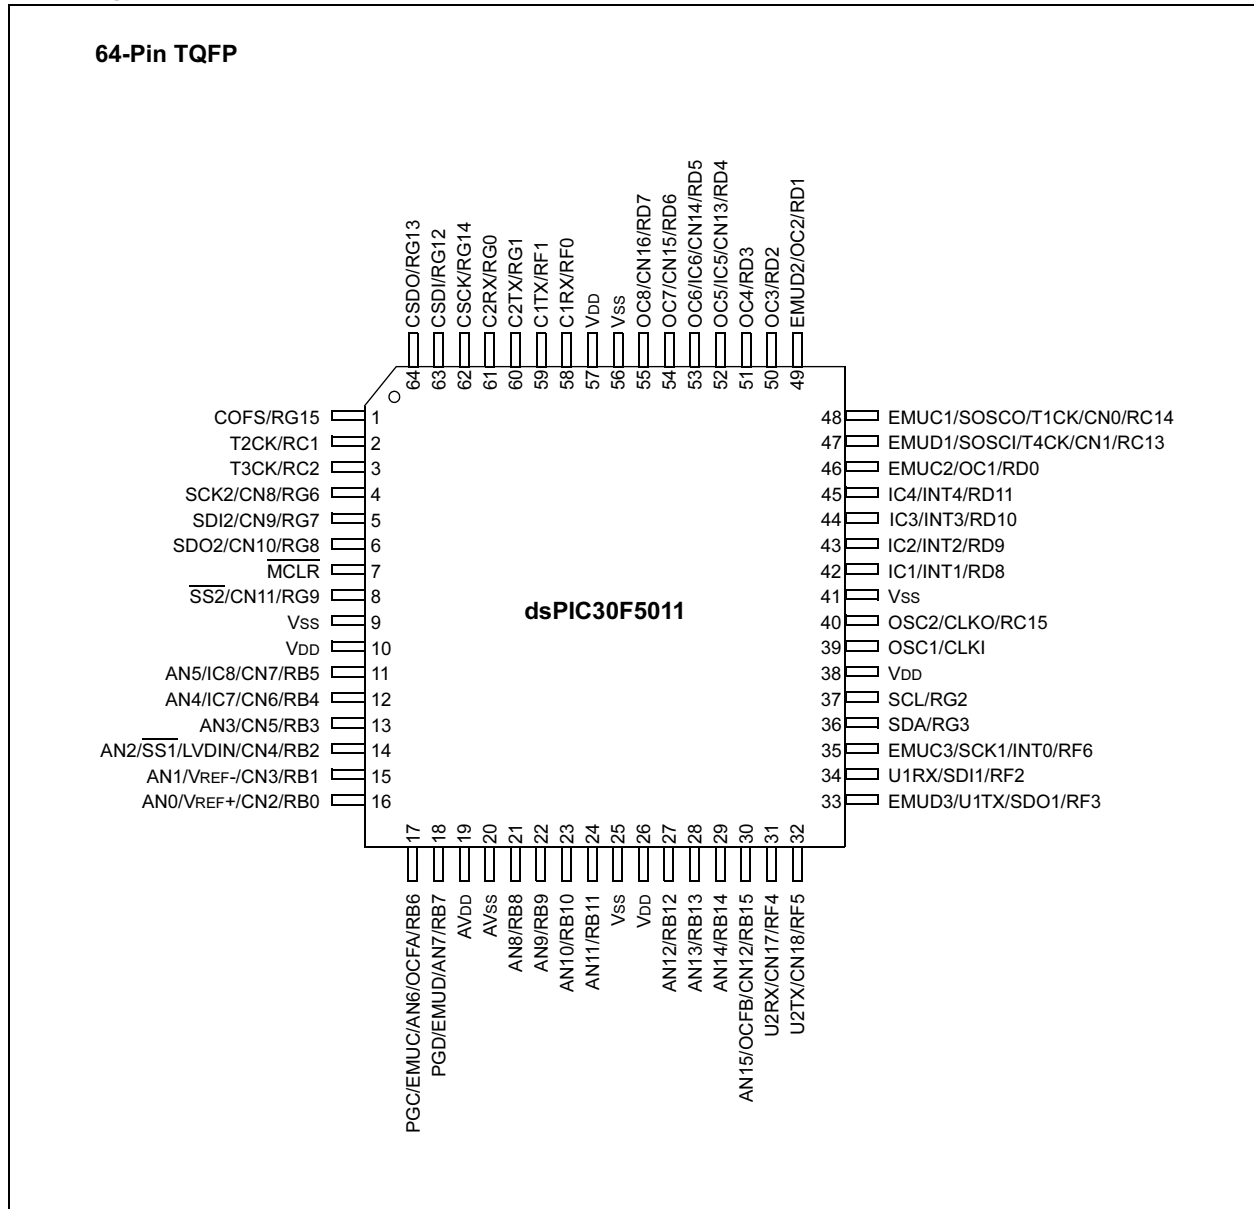 64-Pin TQFP
CSDO/RG13
CSDI/RG12
CSCK/RG14
C2RX/RG0
C2TX/RG1
C1TX/RF1
C1RX/RF0
VDD
VSS
OC8/CN16/RD7
OC7/CN15/RD6
OC6/IC6/CN14/RD5
OC5/IC5/CN13/RD4
OC4/RD3
OC3/RD2
EMUD2/OC2/RD1
64
63
62
61
60
59
58
57
56
55
54
53
52
51
50
49
COFS/RG15 1
T2CK/RC1 2
T3CK/RC2 3
SCK2/CN8/RG6 4
SDI2/CN9/RG7 5
SDO2/CN10/RG8 6
MCLR 7
SS2/CN11/RG9 8
VSS 9
VDD 10
AN5/IC8/CN7/RB5 11
AN4/IC7/CN6/RB4 12
AN3/CN5/RB3 13
AN2/SS1/LVDIN/CN4/RB2 14
AN1/VREF-/CN3/RB1 15
AN0/VREF+/CN2/RB0 16
dsPIC30F5011
48 EMUC1/SOSCO/T1CK/CN0/RC14
47 EMUD1/SOSCI/T4CK/CN1/RC13
46 EMUC2/OC1/RD0
45 IC4/INT4/RD11
44 IC3/INT3/RD10
43 IC2/INT2/RD9
42 IC1/INT1/RD8
41 VSS
40 OSC2/CLKO/RC15
39 OSC1/CLKI
38 VDD
37 SCL/RG2
36 SDA/RG3
35 EMUC3/SCK1/INT0/RF6
34 U1RX/SDI1/RF2
33 EMUD3/U1TX/SDO1/RF3
17
18
19
20
21
22
23
24
25
26
27
28
29
30
31
32
PGC/EMUC/AN6/OCFA/RB6
PGD/EMUD/AN7/RB7
AVDD
AVSS
AN8/RB8
AN9/RB9
AN10/RB10
AN11/RB11
VSS
VDD
AN12/RB12
AN13/RB13
AN14/RB14
AN15/OCFB/CN12/RB15
U2RX/CN17/RF4
U2TX/CN18/RF5